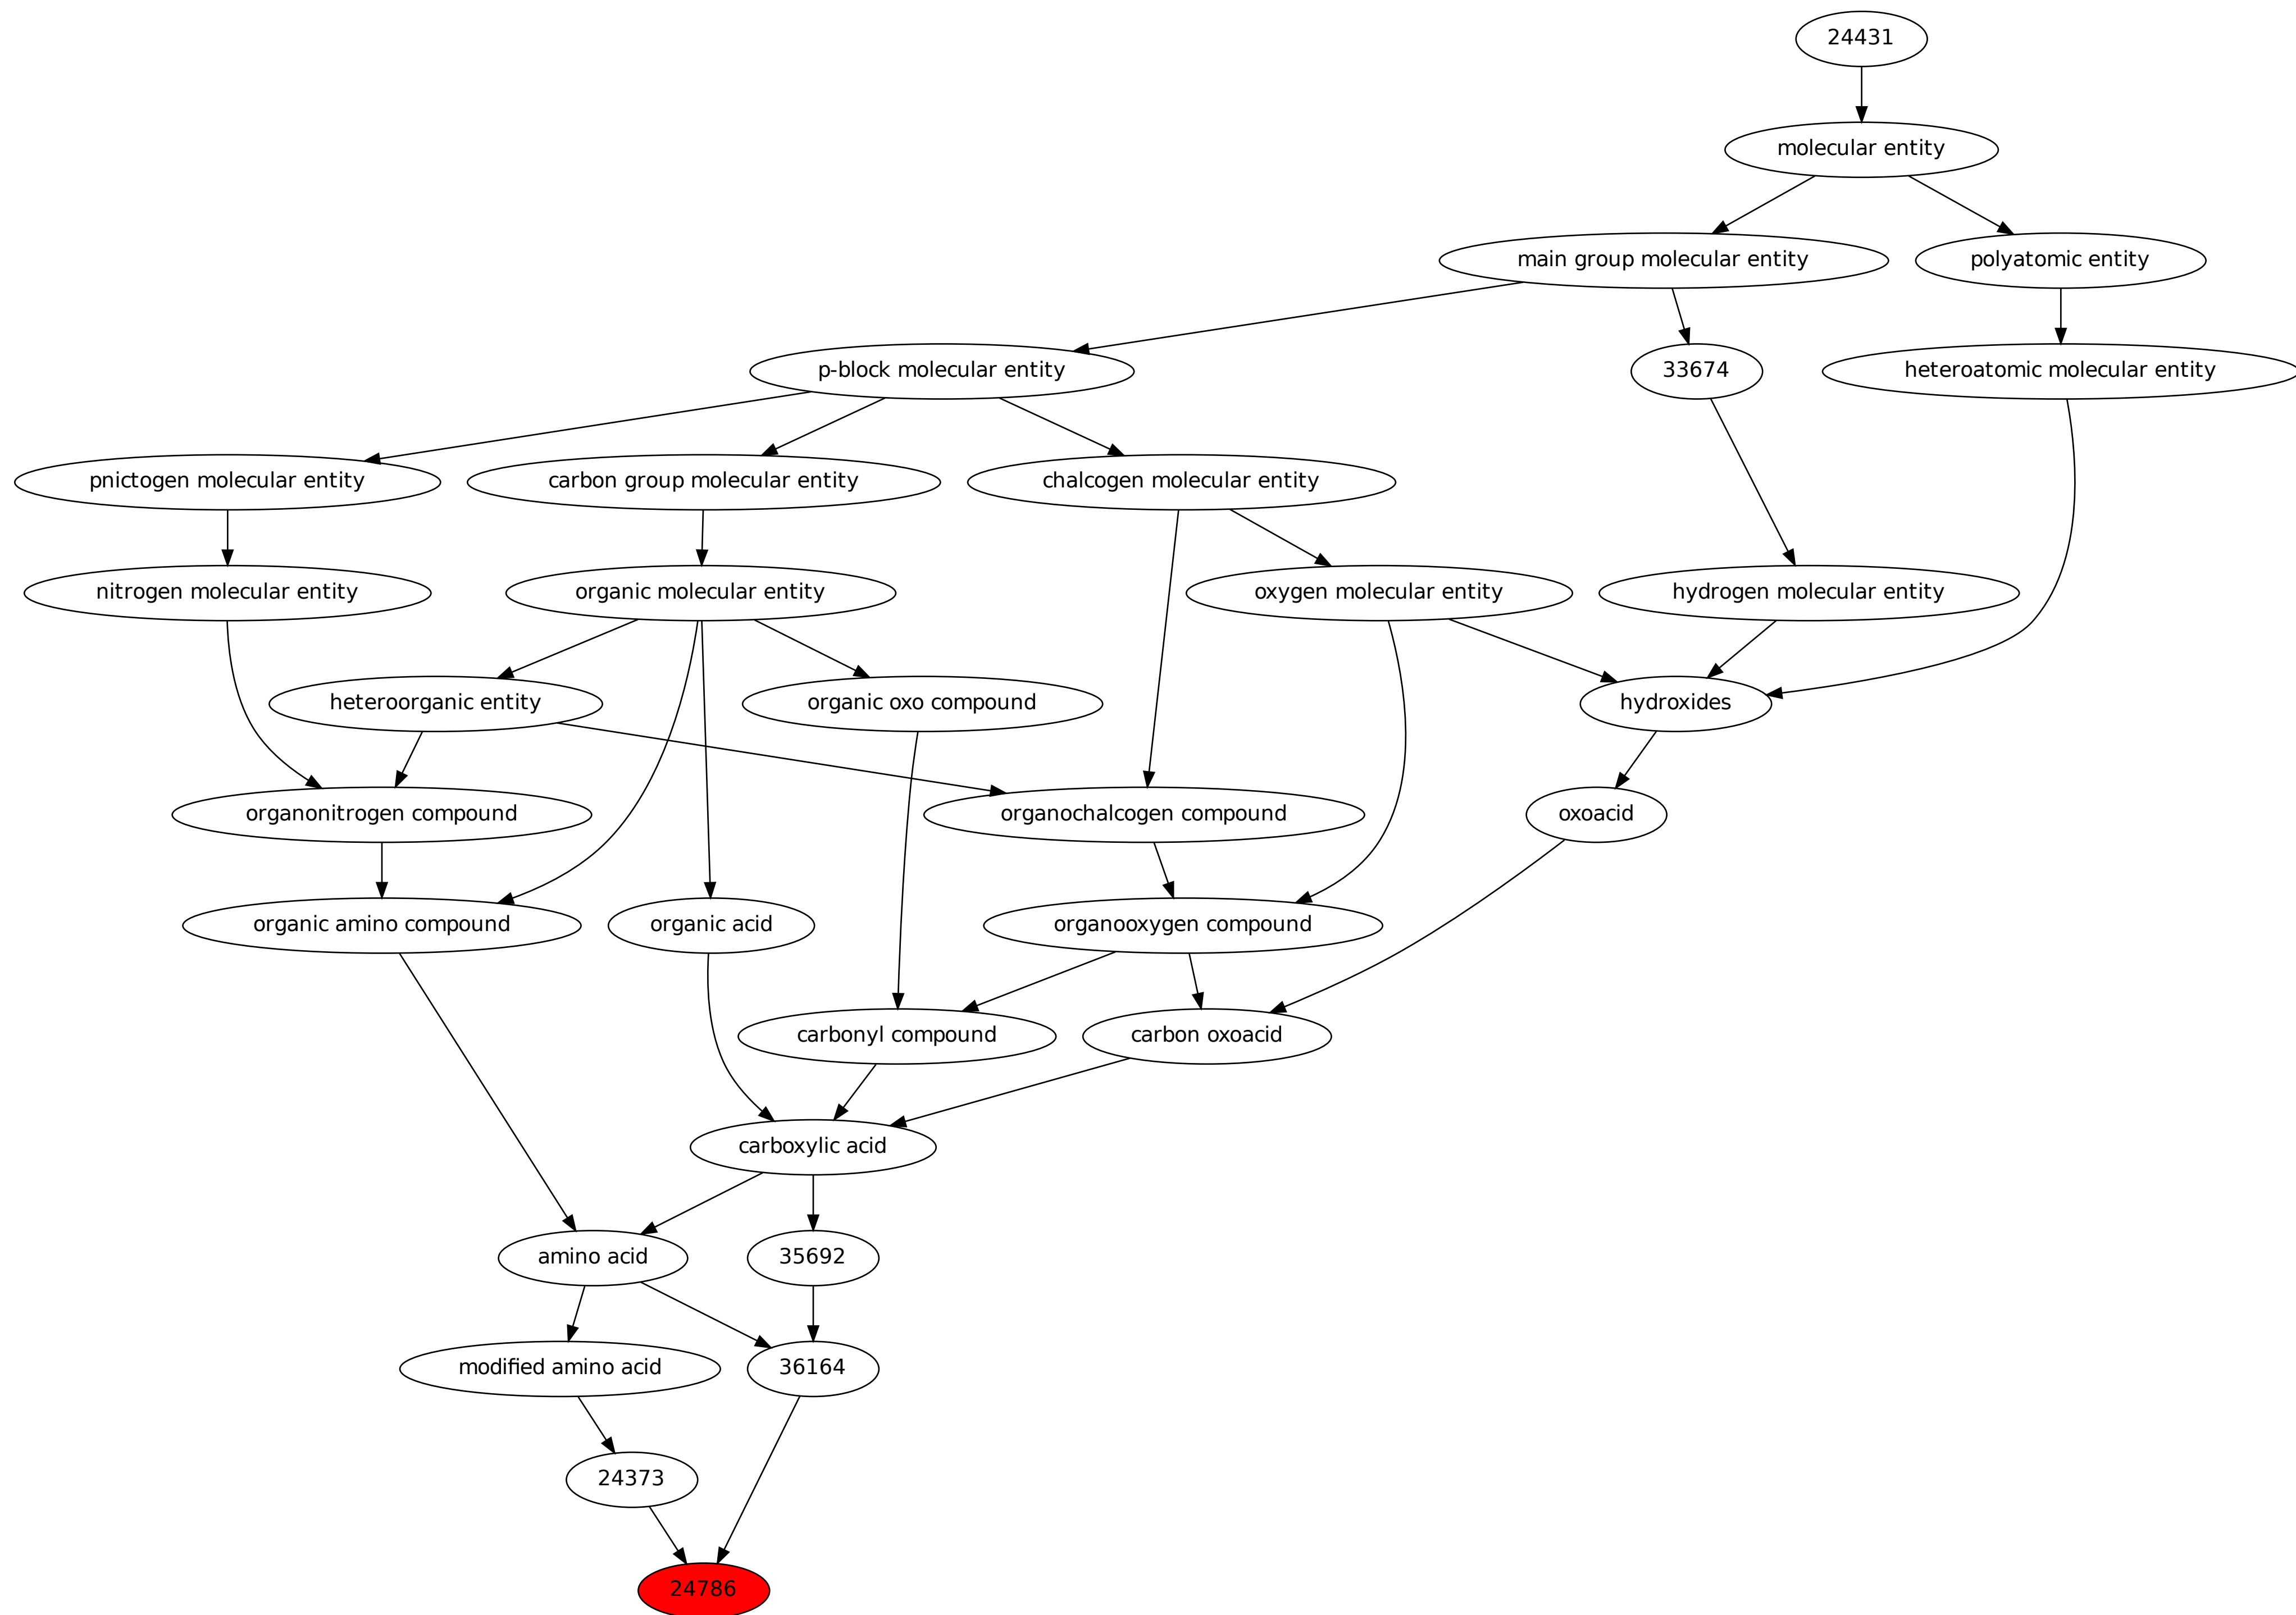 24431
molecular entity
main group molecular entity
polyatomic entity
p-block molecular entity
33674
heteroatomic molecular entity
pnictogen molecular entity
carbon group molecular entity
chalcogen molecular entity
nitrogen molecular entity
organic molecular entity
oxygen molecular entity
hydrogen molecular entity
heteroorganic entity
organic oxo compound
hydroxides
organonitrogen compound
organochalcogen compound
oxoacid
organic amino compound
organic acid
organooxygen compound
carbonyl compound
carbon oxoacid
carboxylic acid
amino acid
35692
modified amino acid
36164
24373
24786